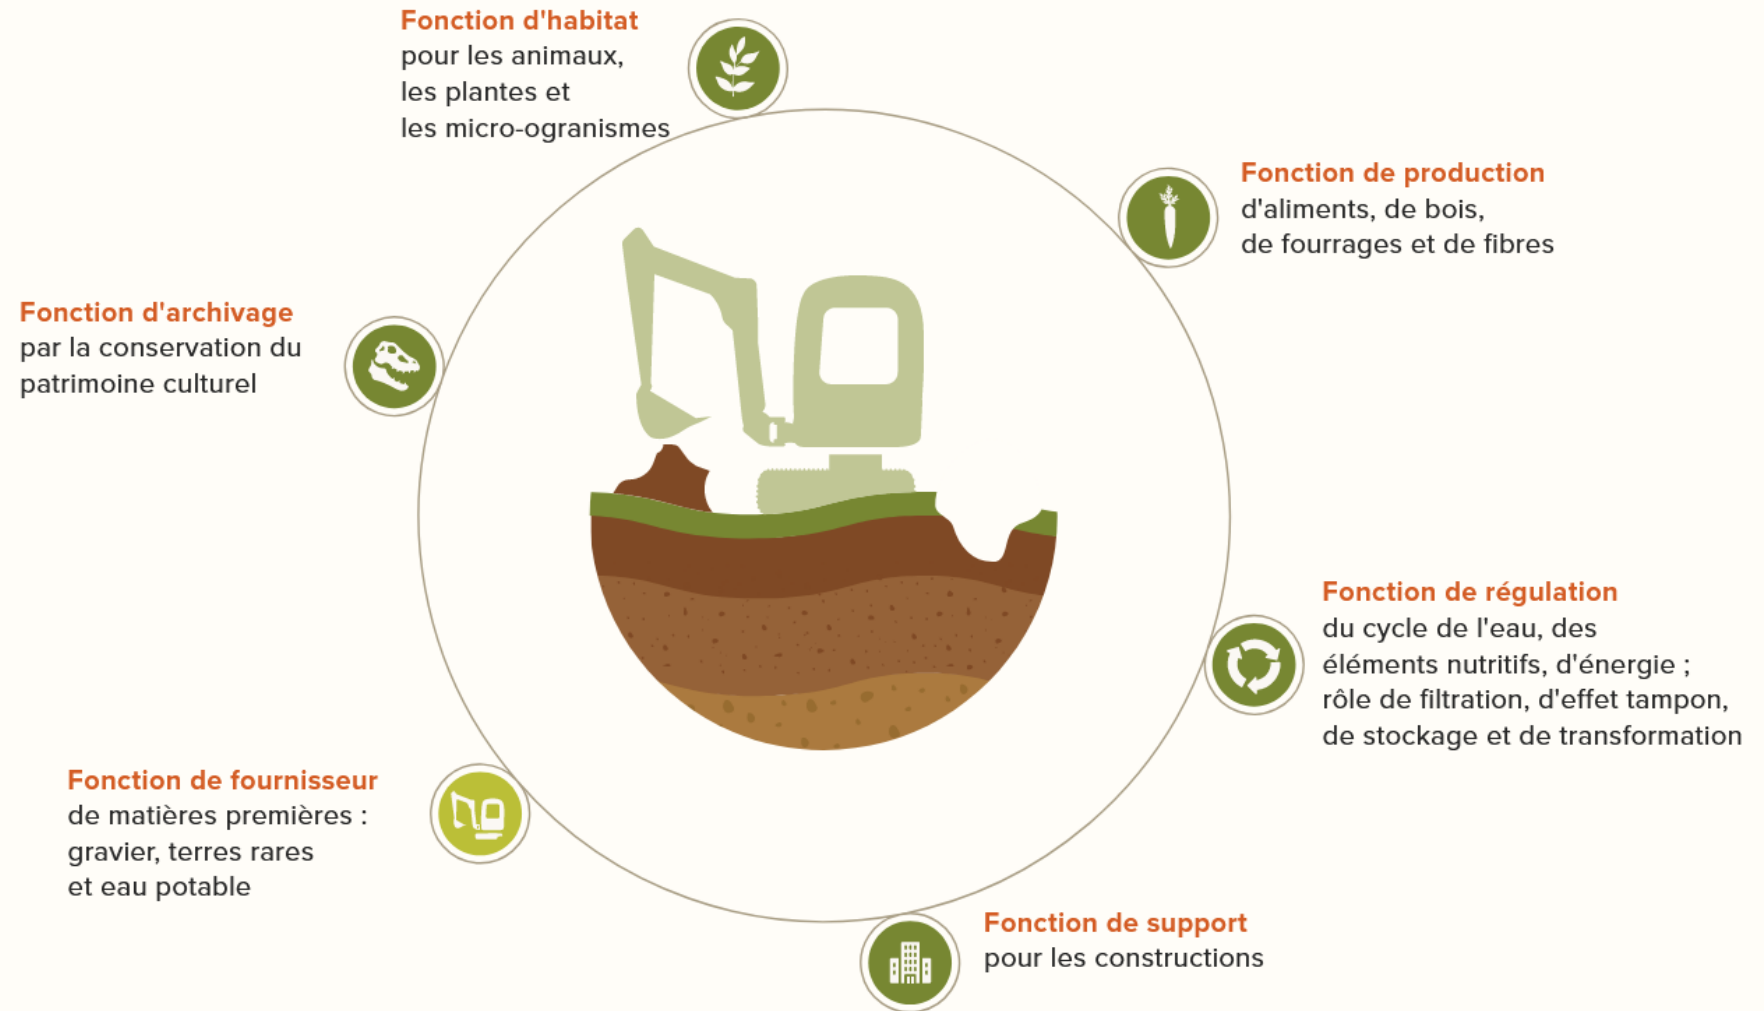 Fonction d'habitat
pour les animaux,
les plantes et
les micro-ogranismes
Fonction de production
d'aliments, de bois,
de fourrages et de fibres
Fonction d'archivage
par la conservation du
patrimoine culturel
Fonction de régulation
du cycle de l'eau, des
éléments nutritifs, d'énergie ;
rôle de filtration, d'effet tampon,
de stockage et de transformation
Fonction de fournisseur
de matières premières :
gravier, terres rares
et eau potable
Fonction de support
pour les constructions